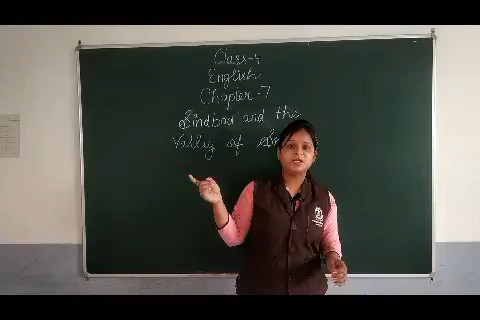 Class-4
English
Chapter-7
Sindbad and the
Valley of